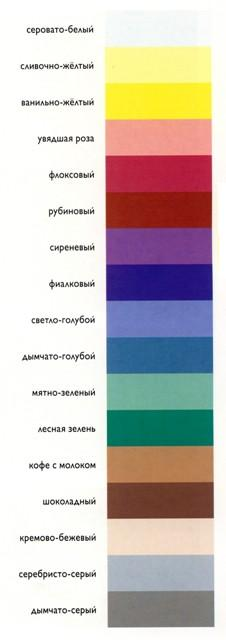 серовато-белый
сливочно-жёлтый
ванильно-жёлтый
увядшая роза
флоксовый
рубиновый
сиреневый
фиалковый
светло-голубой
дымчато-голубой
мятно-зеленый
лесная зелень
кофе с молоком
шоколадный
кремово-бежевый
серебристо-серый
дымчато-серый